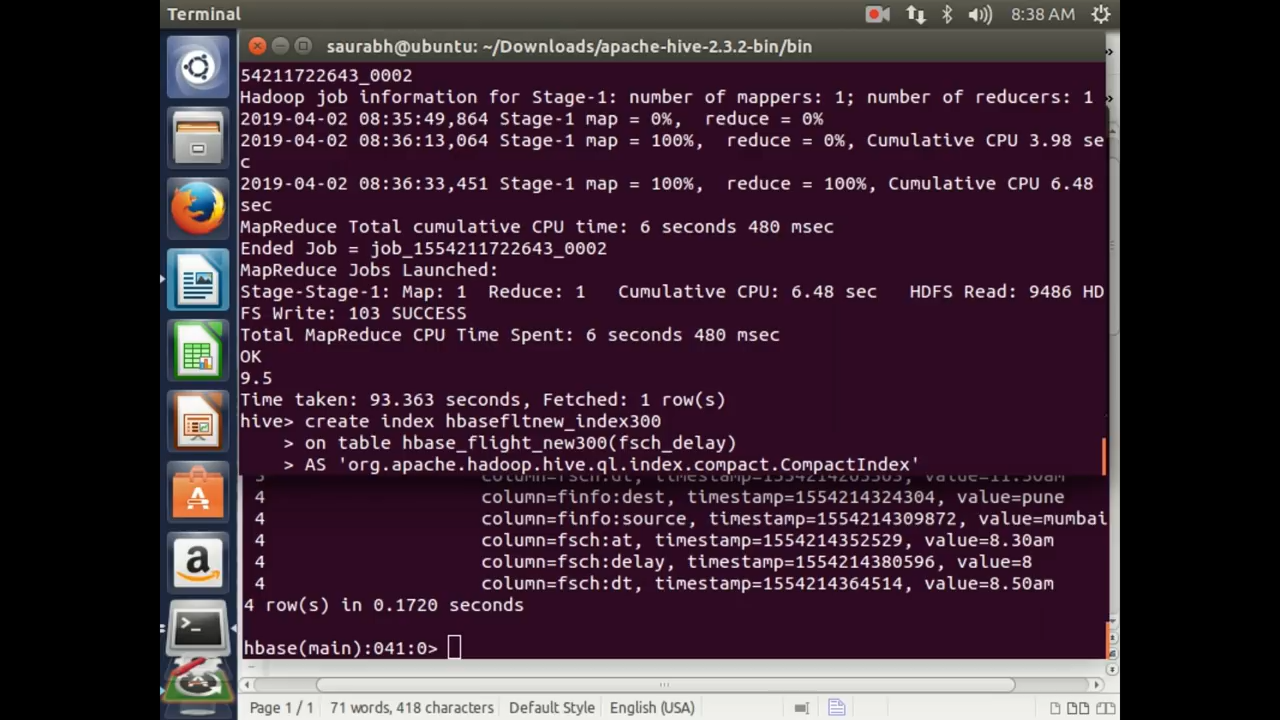 Terminal
8:38 AM
saurabh@ubuntu: ~/Downloads/apache-hive-2.3.2-bin/bin
54211722643_0002
Hadoop job information for Stage-1: number of mappers: 1; number of reducers: 1
2019-04-02 08:35:49,864 Stage-1 map = 0%,  reduce = 0%
2019-04-02 08:36:13,064 Stage-1 map = 100%,  reduce = 0%, Cumulative CPU 3.98 se
c
2019-04-02 08:36:33,451 Stage-1 map = 100%,  reduce = 100%, Cumulative CPU 6.48
sec
MapReduce Total cumulative CPU time: 6 seconds 480 msec
Ended Job = job_1554211722643_0002
MapReduce Jobs Launched:
Stage-Stage-1: Map: 1  Reduce: 1   Cumulative CPU: 6.48 sec   HDFS Read: 9486 HD
FS Write: 103 SUCCESS
Total MapReduce CPU Time Spent: 6 seconds 480 msec
OK
9.5
Time taken: 93.363 seconds, Fetched: 1 row(s)
hive> create index hbasefltnew_index300
    > on table hbase_flight_new300(fsch_delay)
    > AS 'org.apache.hadoop.hive.ql.index.compact.CompactIndex'
4 column=finfo:dest, timestamp=1554214324304, value=pune
4 column=finfo:source, timestamp=1554214309872, value=mumbai
4 column=fsch:at, timestamp=1554214352529, value=8.30am
4 column=fsch:delay, timestamp=1554214380596, value=8
4 column=fsch:dt, timestamp=1554214364514, value=8.50am
4 row(s) in 0.1720 seconds
hbase(main):041:0>
Page 1 / 1 71 words, 418 characters Default Style English (USA)